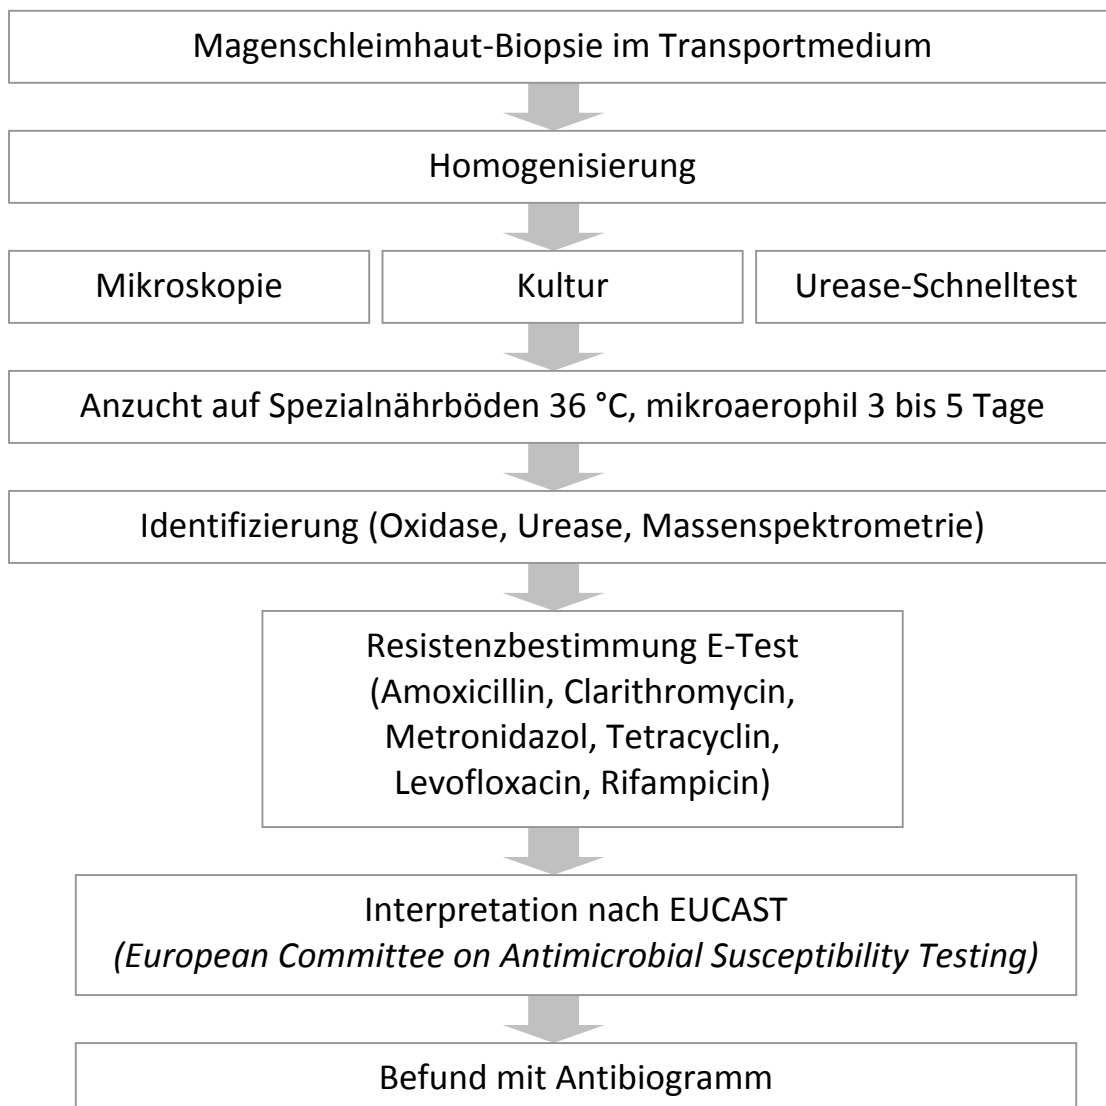 Magenschleimhaut-Biopsie im Transportmedium
Homogenisierung
Mikroskopie
Kultur
Urease-Schnelltest
Anzucht auf Spezialnährböden 36 °C, mikroaerophil 3 bis 5 Tage
Identifizierung (Oxidase, Urease, Massenspektrometrie)
Resistenzbestimmung E-Test
(Amoxicillin, Clarithromycin,
Metronidazol, Tetracyclin,
Levofloxacin, Rifampicin)
Interpretation nach EUCAST
(European Committee on Antimicrobial Susceptibility Testing)
Befund mit Antibiogramm